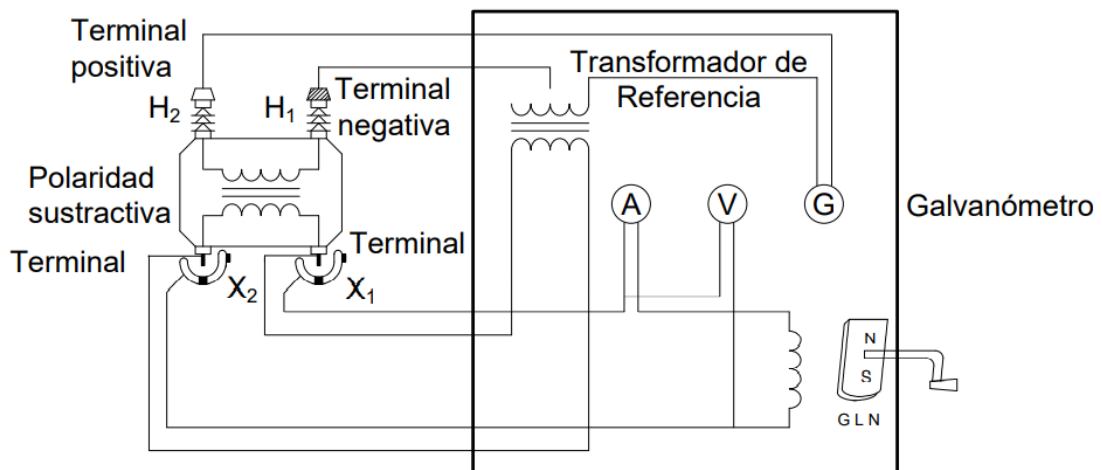 Terminal
positiva
H2
H1
Terminal
negativa
Transformador de
Referencia
Polaridad
sustractiva
A
V
G
Galvanómetro
Terminal
Terminal
X2
X1
N
S
G L N